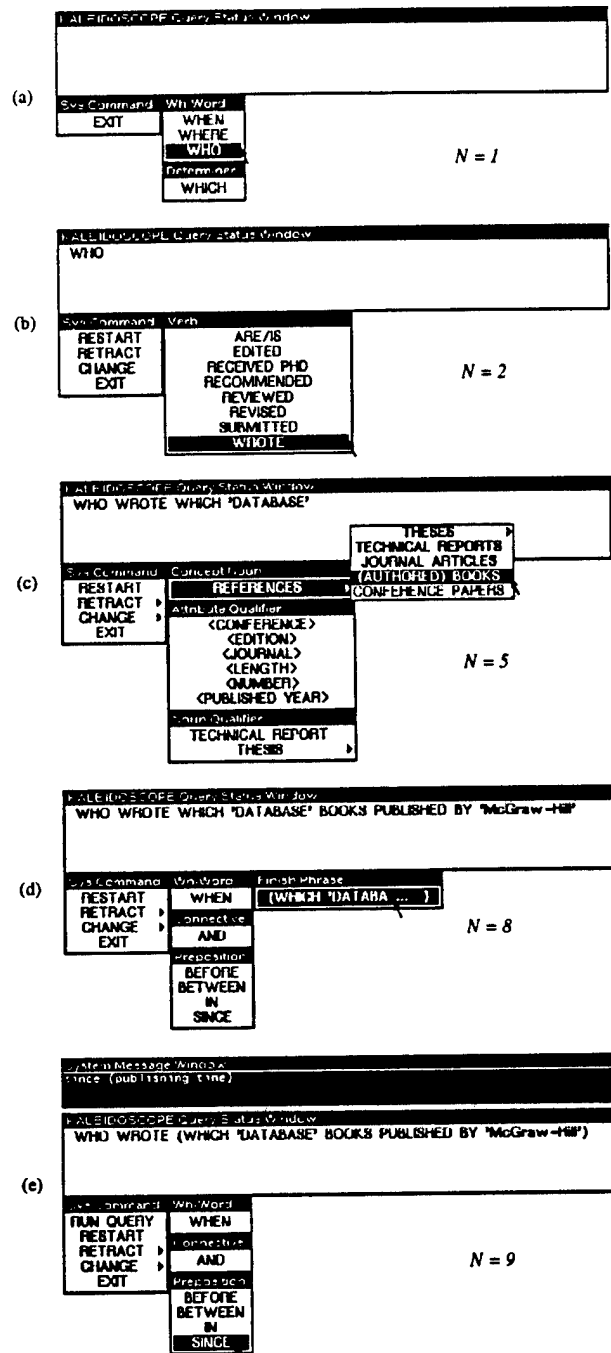 KALEIDOSCOPE Query Status Window
(a)
Sys Command Wh-Word
EXIT WHEN
WHERE
WHO
N = 1
Determiner
WHICH
KALEIDOSCOPE Query Status Window
WHO
(b)
Sys Command Verb
RESTART ARE/IS
RETRACT EDITED
CHANGE RECEIVED PHD
EXIT RECOMMENDED
N = 2
REVIEWED
REVISED
SUBMITTED
WROTE
KALEIDOSCOPE Query Status Window
WHO WROTE WHICH 'DATABASE'
THESES
TECHNICAL REPORTS
JOURNAL ARTICLES
(AUTHORED) BOOKS
CONFERENCE PAPERS
(c)
Sys Command Concept Noun
RESTART REFERENCES
RETRACT
CHANGE
EXIT
Attribute Qualifier
<CONFERENCE>
<EDITION>
<JOURNAL>
<LENGTH>
<NUMBER>
<PUBLISHED YEAR>
N = 5
Noun Qualifier
TECHNICAL REPORT
THESIS
KALEIDOSCOPE Query Status Window
WHO WROTE WHICH 'DATABASE' BOOKS PUBLISHED BY 'McGraw-Hill'
(d)
Sys Command Wh-Word Finish Phrase
RESTART WHEN (WHICH 'DATABA ... )
RETRACT
CHANGE
EXIT
Connective
AND
N = 8
Preposition
BEFORE
BETWEEN
IN
SINCE
System Message Window
since (publishing time)
KALEIDOSCOPE Query Status Window
WHO WROTE (WHICH 'DATABASE' BOOKS PUBLISHED BY 'McGraw-Hill')
(e)
Sys Command Wh-Word
RUN QUERY WHEN
RESTART
RETRACT
CHANGE
EXIT
Connective
AND
N = 9
Preposition
BEFORE
BETWEEN
IN
SINCE